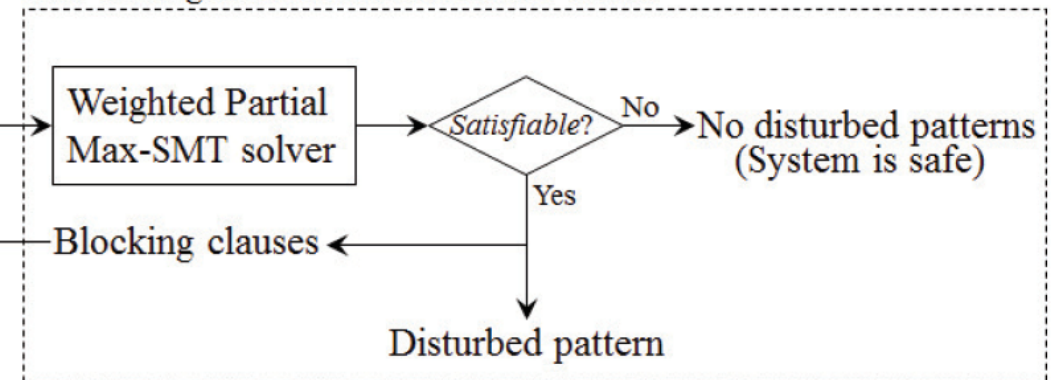 Weighted Partial
Max-SMT solver
Satisfiable?
No
No disturbed patterns
(System is safe)
Yes
Blocking clauses
Disturbed pattern